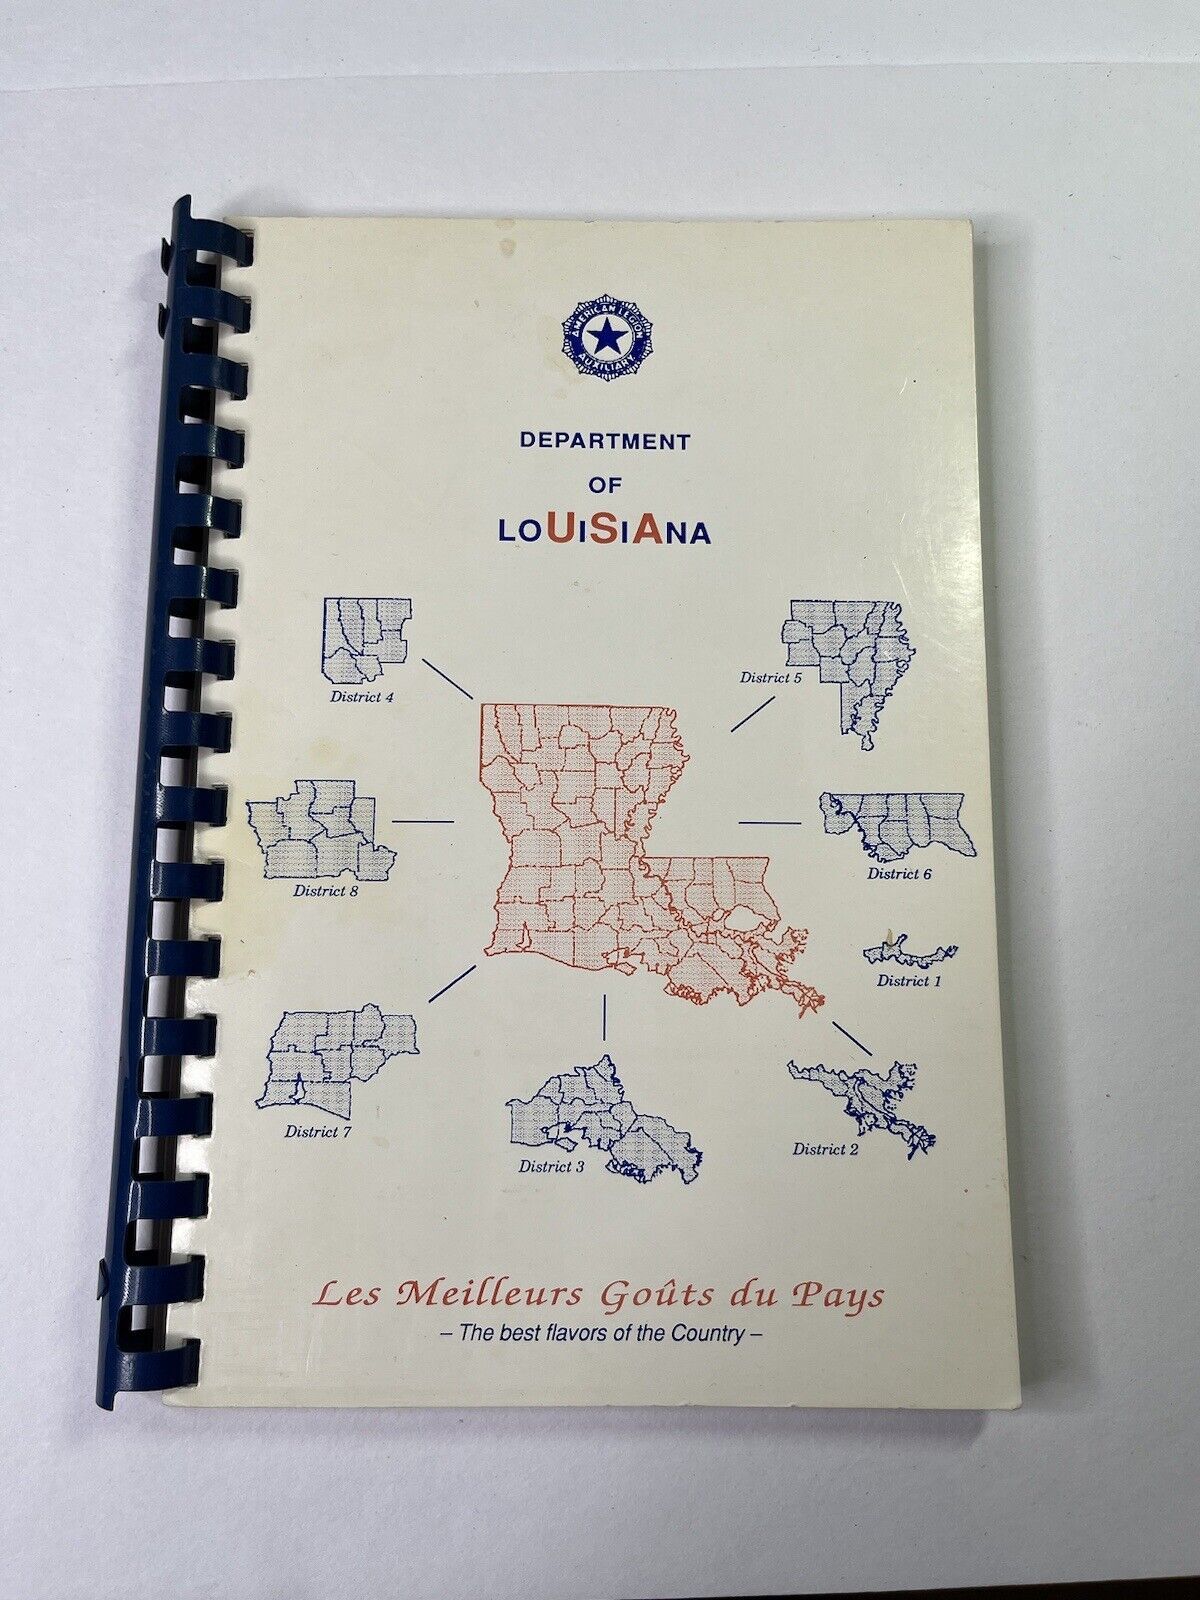 AMERICAN LEGION
AUXILIARY
DEPARTMENT
OF
LOUISIANA
District 4
District 5
District 8
District 6
District 1
District 7
District 3
District 2
Les Meilleurs Goûts du Pays
– The best flavors of the Country –